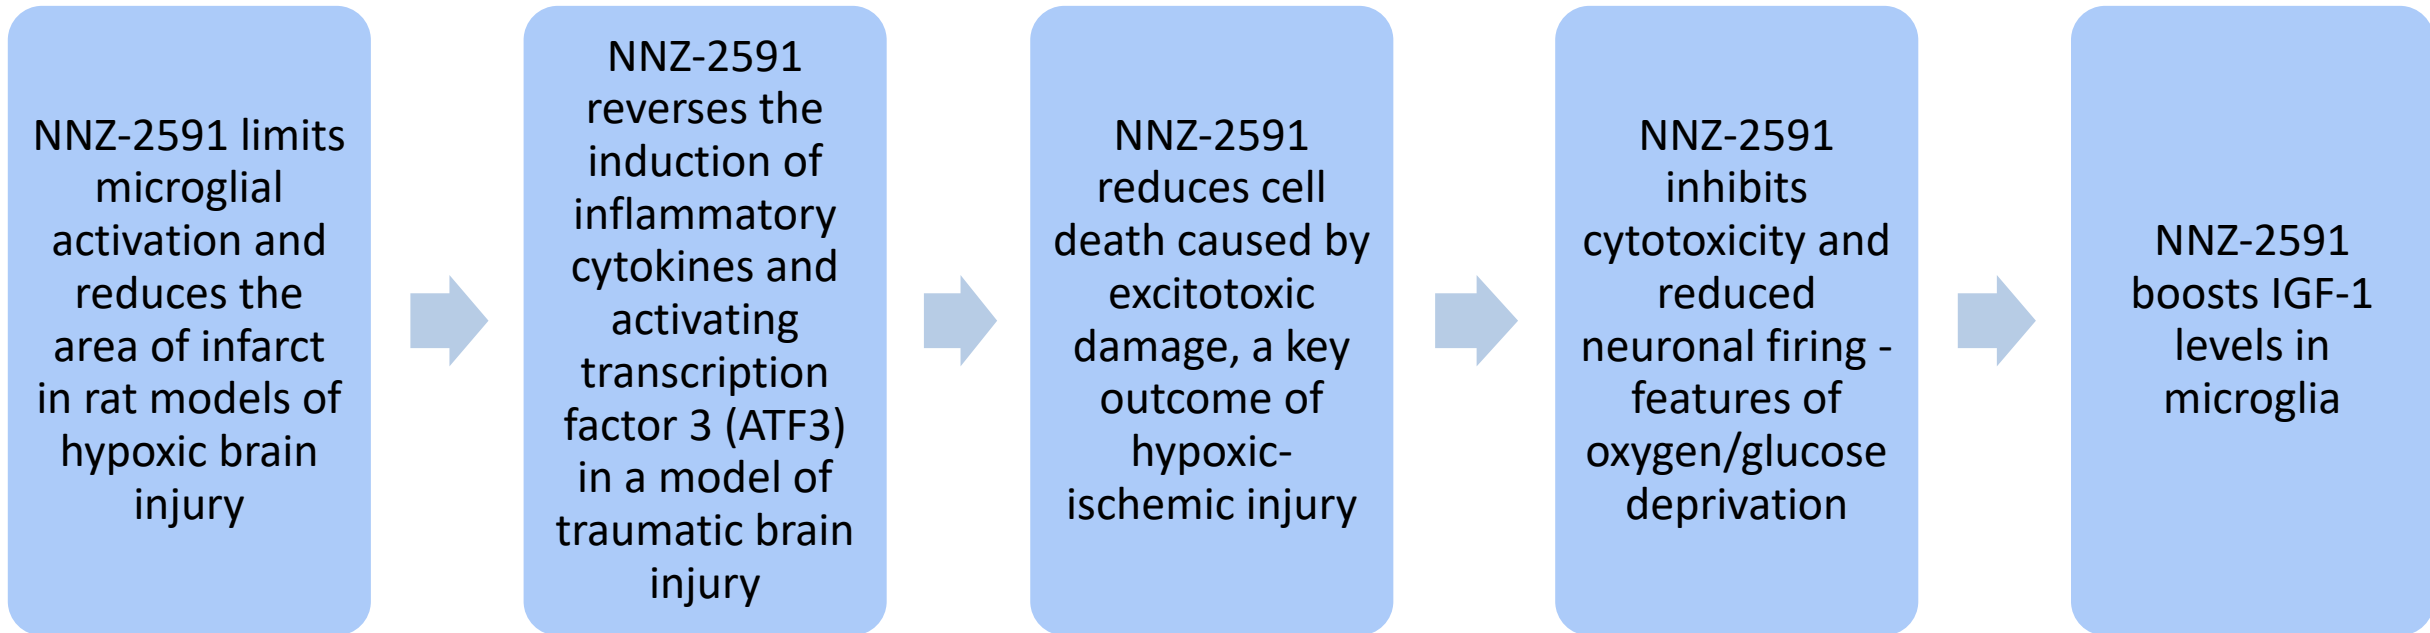 NNZ-2591 limits
microglial
activation and
reduces the
area of infarct
in rat models of
hypoxic brain
injury
NNZ-2591
reverses the
induction of
inflammatory
cytokines and
activating
transcription
factor 3 (ATF3)
in a model of
traumatic brain
injury
NNZ-2591
reduces cell
death caused by
excitotoxic
damage, a key
outcome of
hypoxic-
ischemic injury
NNZ-2591
inhibits
cytotoxicity and
reduced
neuronal firing -
features of
oxygen/glucose
deprivation
NNZ-2591
boosts IGF-1
levels in
microglia